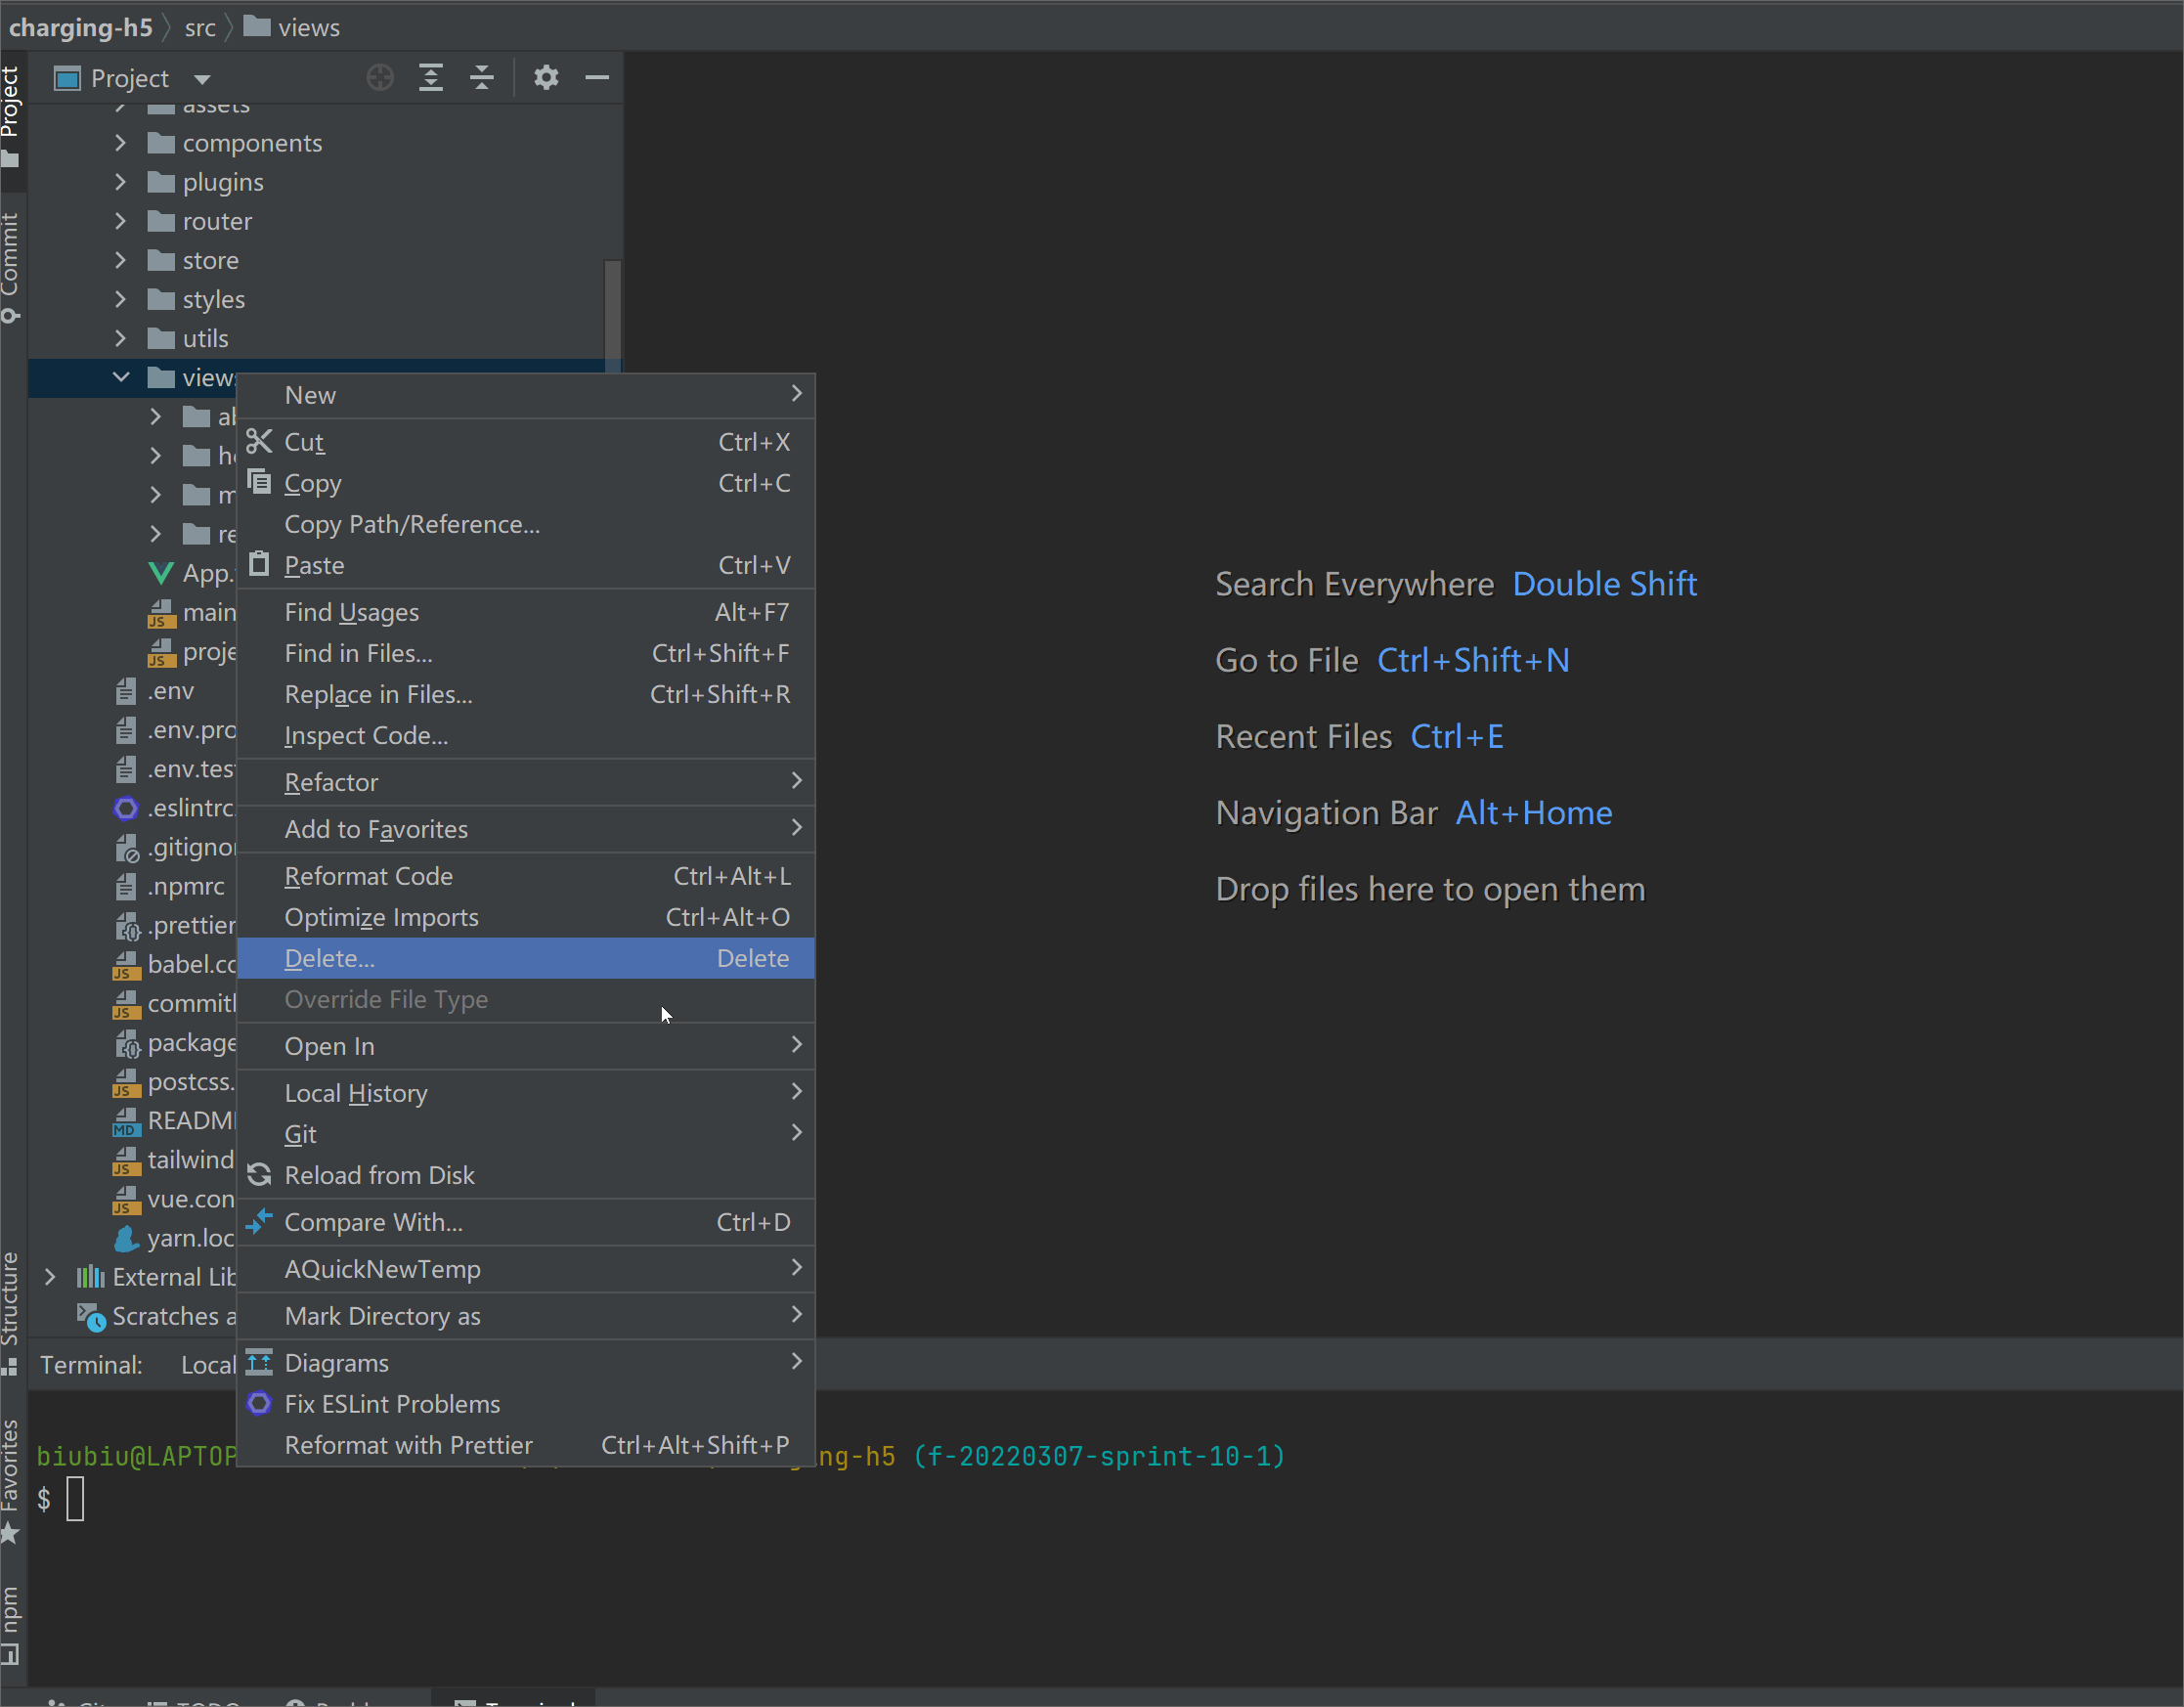 charging-h5 src views
Project
Project
assets
components
plugins
router
store
styles
utils
New
Cut Ctrl+X
Copy Ctrl+C
Copy Path/Reference...
Paste Ctrl+V
Find Usages Alt+F7
Find in Files... Ctrl+Shift+F
Replace in Files... Ctrl+Shift+R
Inspect Code...
Refactor
Add to Favorites
Reformat Code Ctrl+Alt+L
Optimize Imports Ctrl+Alt+O
Delete... Delete
Override File Type
Open In
Local History
Git
Reload from Disk
Compare With... Ctrl+D
AQuickNewTemp
Mark Directory as
Diagrams
Fix ESLint Problems
Reformat with Prettier Ctrl+Alt+Shift+P
view
App.
main
proje
.env
.env.pro
.env.tes
.eslintrc.
.gitigno
.npmrc
.prettier
babel.co
commitl
package
postcss.
READM
tailwind
vue.con
yarn.loc
External Lib
Scratches a
Search Everywhere Double Shift
Go to File Ctrl+Shift+N
Recent Files Ctrl+E
Navigation Bar Alt+Home
Drop files here to open them
Commit
Structure
Favorites
npm
Terminal: Local
biubiu@LAPTOP ng-h5 (f-20220307-sprint-10-1)
$